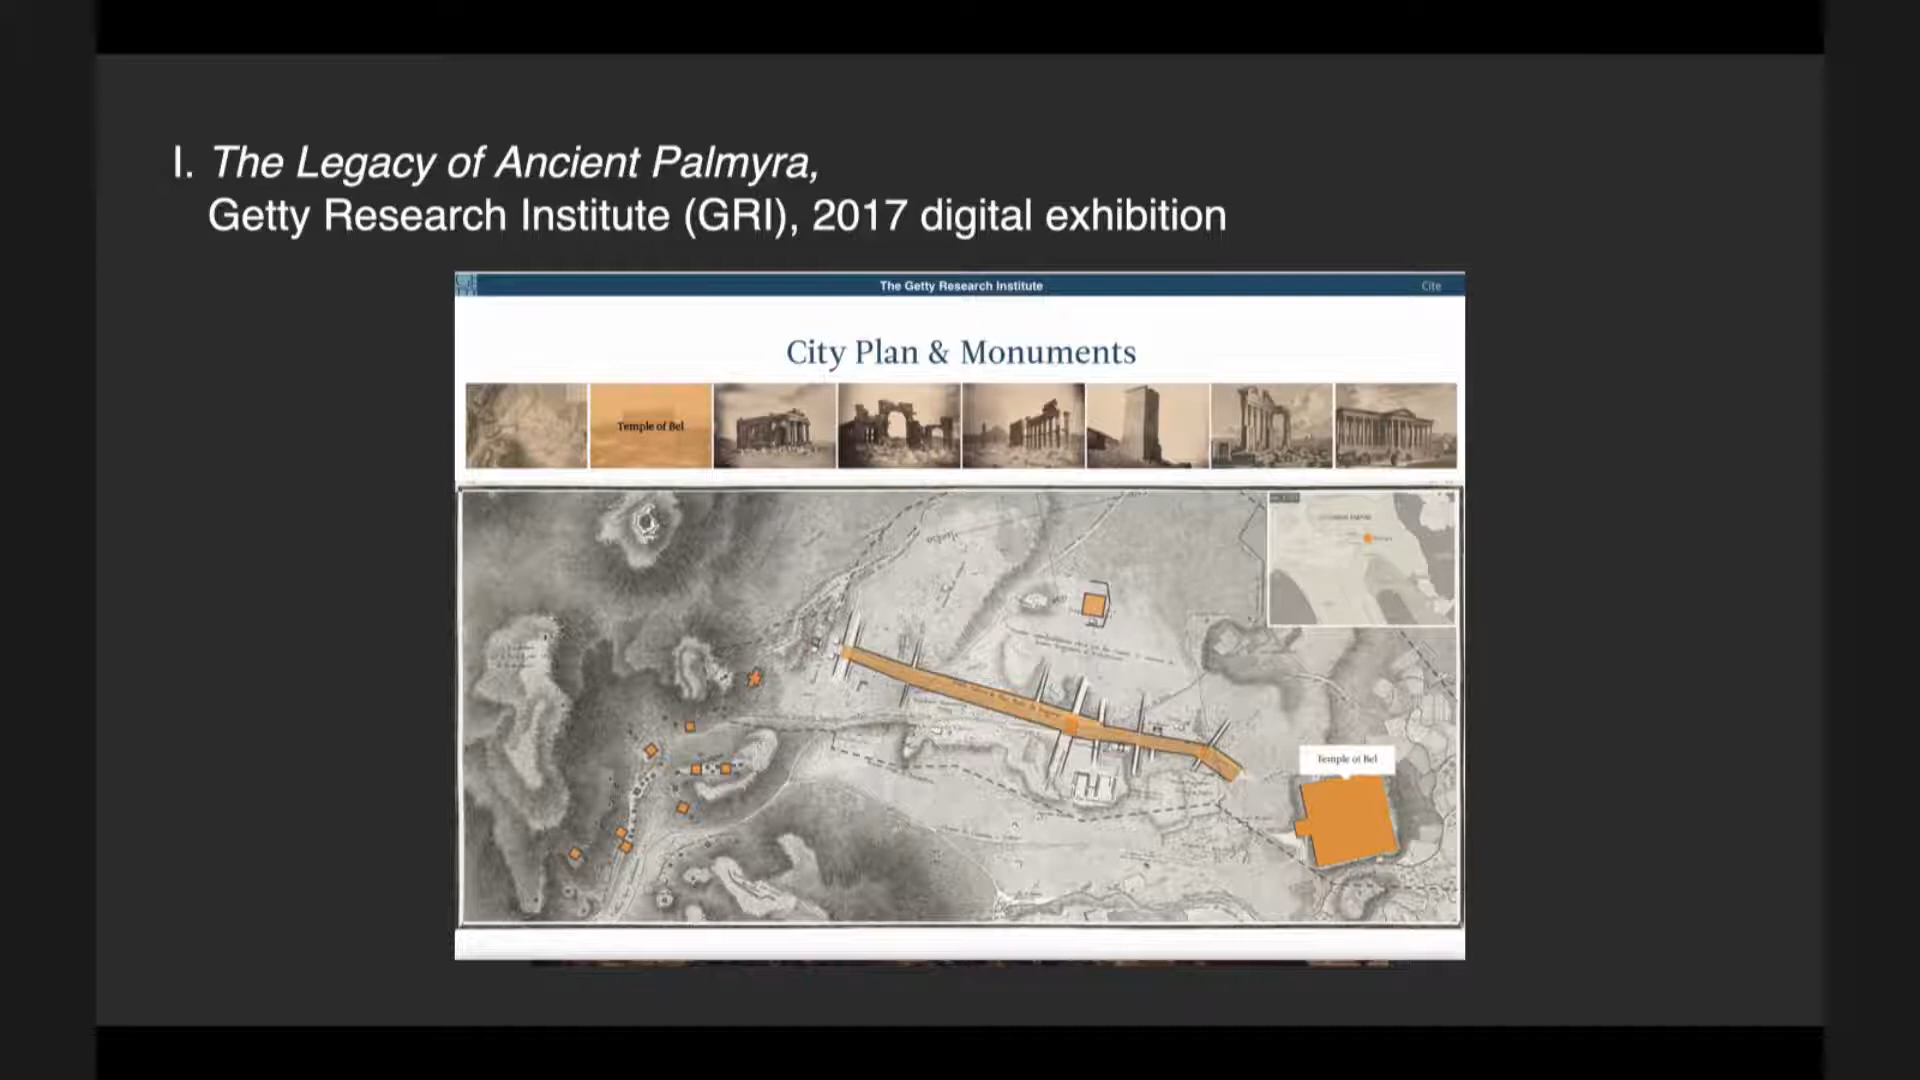 I. The Legacy of Ancient Palmyra,
Getty Research Institute (GRI), 2017 digital exhibition
The Getty Research Institute
Cite
City Plan & Monuments
Temple of Bel
Temple of Bel